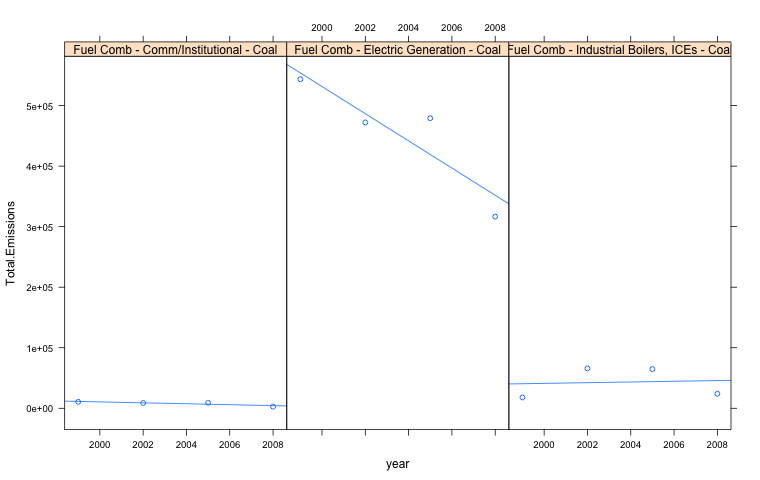 2000 2002 2004 2006 2008
Fuel Comb - Comm/Institutional - Coal
Fuel Comb - Electric Generation - Coal
Fuel Comb - Industrial Boilers, ICEs - Coa
5e+05
4e+05
3e+05
2e+05
1e+05
0e+00
Total.Emissions
2000 2002 2004 2006 2008
2000 2002 2004 2006 2008
year